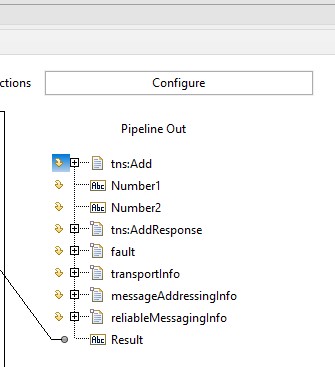 ctions
Configure
Pipeline Out
tns:Add
Abc Number1
Abc Number2
tns:AddResponse
fault
transportInfo
messageAddressingInfo
reliableMessagingInfo
Abc Result